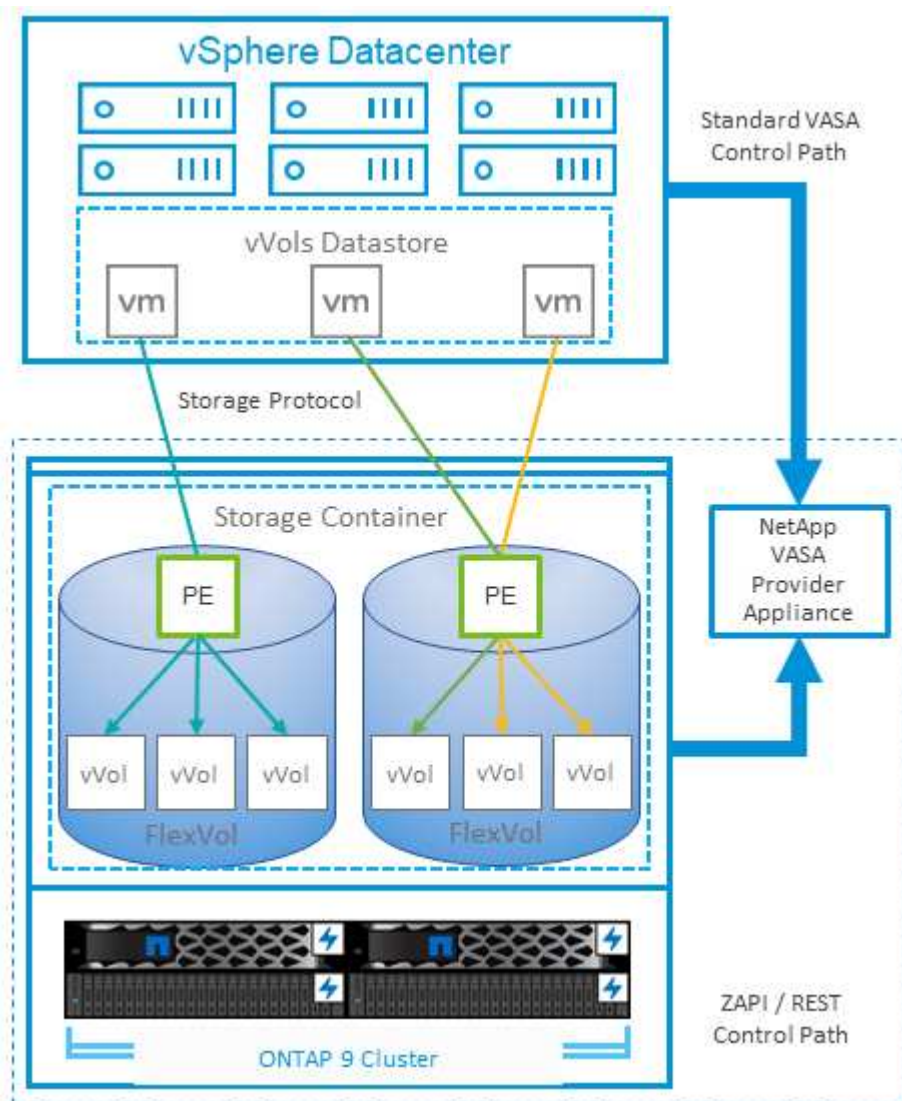 vSphere Datacenter
Standard VASA
Control Path
vVols Datastore
vm
vm
vm
Storage Protocol
Storage Container
NetApp
VASA
Provider
Appliance
PE
PE
vVol
vVol
vVol
vVol
vVol
vVol
FlexVol
FlexVol
ZAPI / REST
Control Path
ONTAP 9 Cluster